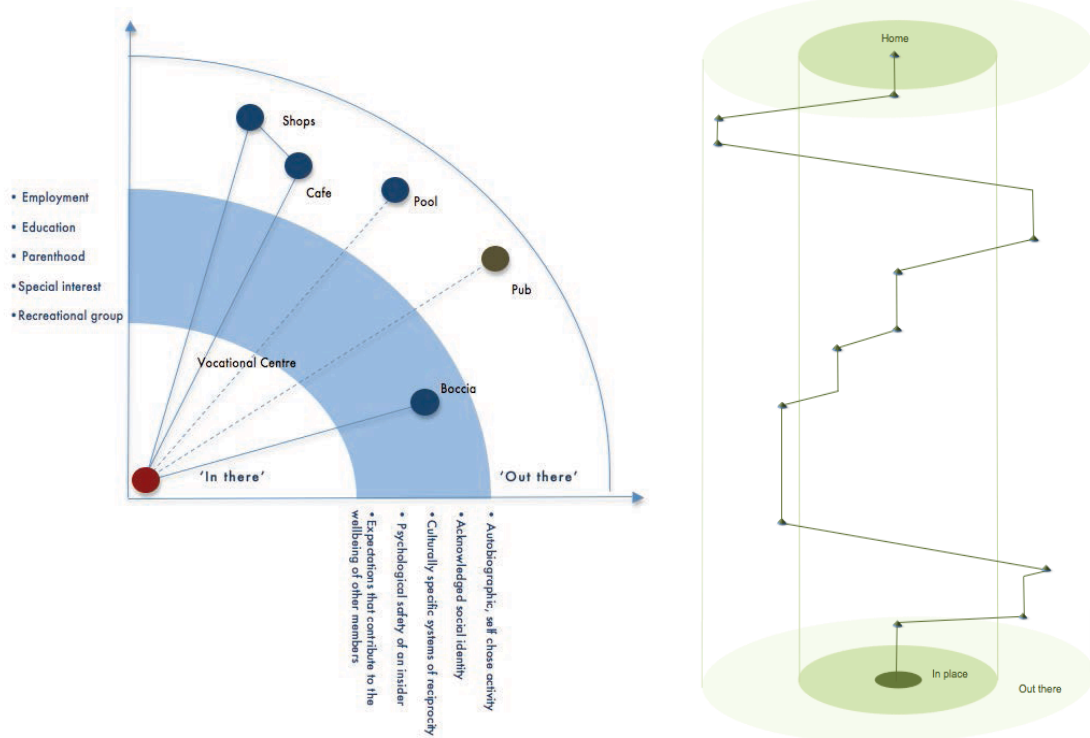 Shops
Cafe
Pool
Pub
• Employment
• Education
• Parenthood
• Special interest
• Recreational group
Vocational Centre
Boccia
'In there'
'Out there'
• Autobiographic, self chose activity
• Acknowledged social identity
• Culturally specific systems of reciprocity
• Psychological safety of an insider
• Expectations that contribute to the
wellbeing of other members
Home
In place
Out there